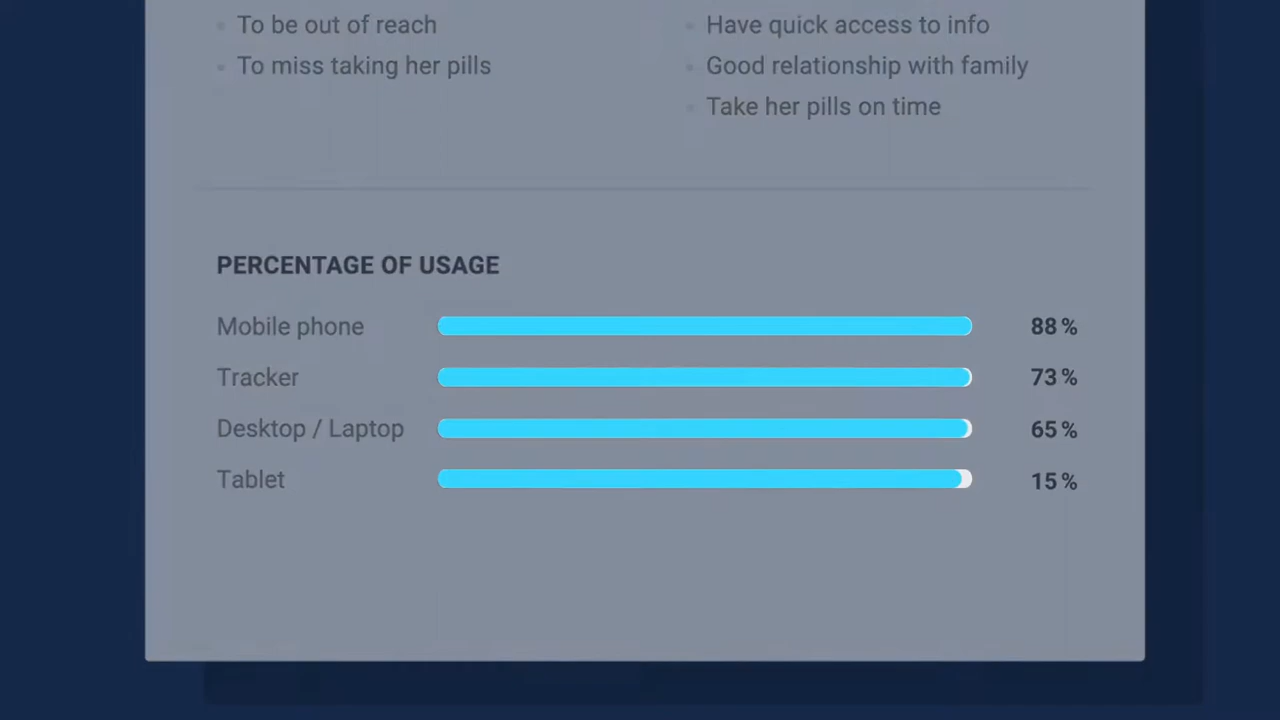 To be out of reach
To miss taking her pills
Have quick access to info
Good relationship with family
Take her pills on time
PERCENTAGE OF USAGE
Mobile phone 88 %
Tracker 73 %
Desktop / Laptop 65 %
Tablet 15 %